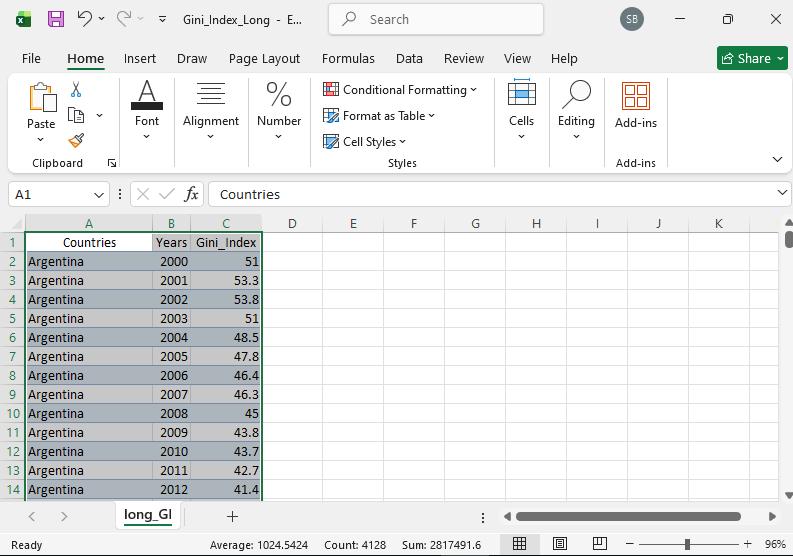 Gini_Index_Long - E...
Search
SB
File Home Insert Draw Page Layout Formulas Data Review View Help Share
Paste
Clipboard
A
Font
Alignment
%
Number
Conditional Formatting
Format as Table
Cell Styles
Styles
Cells
Editing
Add-ins
Add-ins
A1 fx Countries
A B C D E F G H I J K
1 Countries Years Gini_Index
2 Argentina 2000 51
3 Argentina 2001 53.3
4 Argentina 2002 53.8
5 Argentina 2003 51
6 Argentina 2004 48.5
7 Argentina 2005 47.8
8 Argentina 2006 46.4
9 Argentina 2007 46.3
10 Argentina 2008 45
11 Argentina 2009 43.8
12 Argentina 2010 43.7
13 Argentina 2011 42.7
14 Argentina 2012 41.4
long_GI
Ready Average: 1024.5424 Count: 4128 Sum: 2817491.6 96%